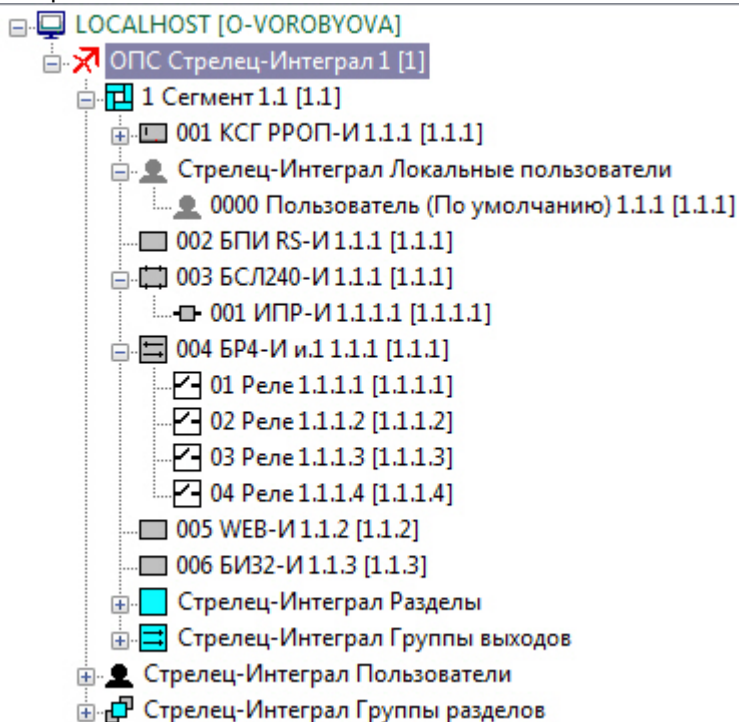 LOCALHOST [O-VOROBYOVA]
ОПС Стрелец-Интеграл 1 [1]
1 Сегмент 1.1 [1.1]
001 КСГ РРОП-И 1.1.1 [1.1.1]
Стрелец-Интеграл Локальные пользователи
0000 Пользователь (По умолчанию) 1.1.1 [1.1.1]
002 БПИ RS-И 1.1.1 [1.1.1]
003 БСЛ240-И 1.1.1 [1.1.1]
001 ИПР-И 1.1.1.1 [1.1.1.1]
004 БР4-И и.1 1.1.1 [1.1.1]
01 Реле 1.1.1.1 [1.1.1.1]
02 Реле 1.1.1.2 [1.1.1.2]
03 Реле 1.1.1.3 [1.1.1.3]
04 Реле 1.1.1.4 [1.1.1.4]
005 WEB-И 1.1.2 [1.1.2]
006 БИ32-И 1.1.3 [1.1.3]
Стрелец-Интеграл Разделы
Стрелец-Интеграл Группы выходов
Стрелец-Интеграл Пользователи
Стрелец-Интеграл Группы разделов